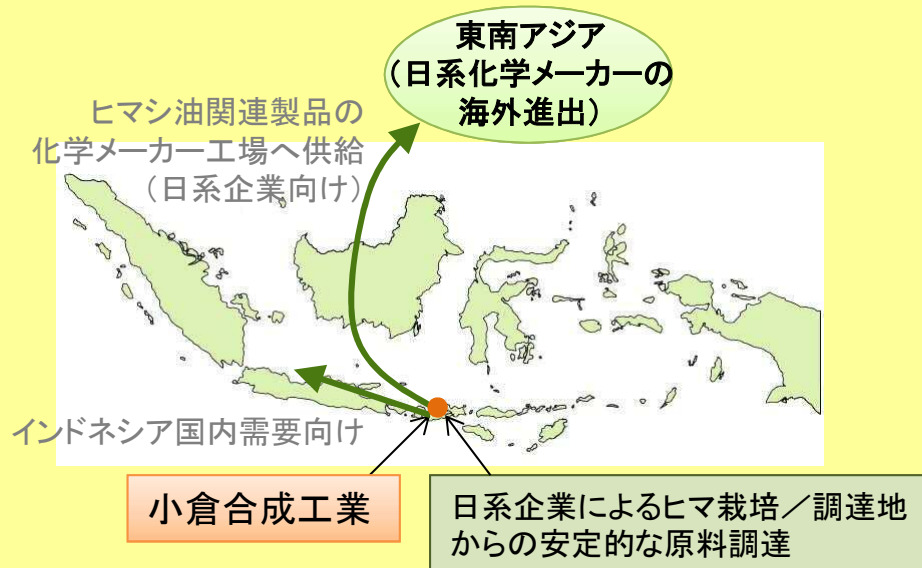 東南アジア
(日系化学メーカーの
海外進出)
ヒマシ油関連製品の
化学メーカー工場へ供給
(日系企業向け)
インドネシア国内需要向け
小倉合成工業
日系企業によるヒマ栽培／調達地
からの安定的な原料調達